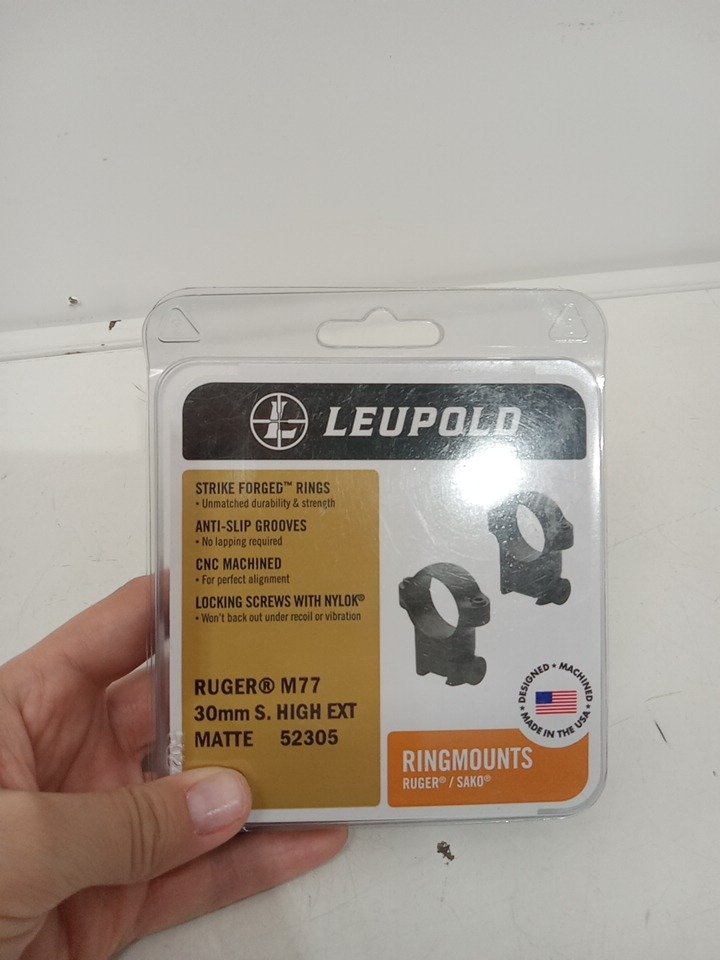 LEUPOLD
STRIKE FORGED™ RINGS
• Unmatched durability & strength
ANTI-SLIP GROOVES
• No lapping required
CNC MACHINED
• For perfect alignment
LOCKING SCREWS WITH NYLOK®
• Won't back out under recoil or vibration
RUGER® M77
30mm S. HIGH EXT
MATTE 52305
DESIGNED ★ MACHINED
★ MADE IN THE USA ★
RINGMOUNTS
RUGER® / SAKO®